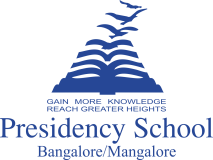 GAIN MORE KNOWLEDGE
REACH GREATER HEIGHTS
Presidency School
Bangalore/Mangalore